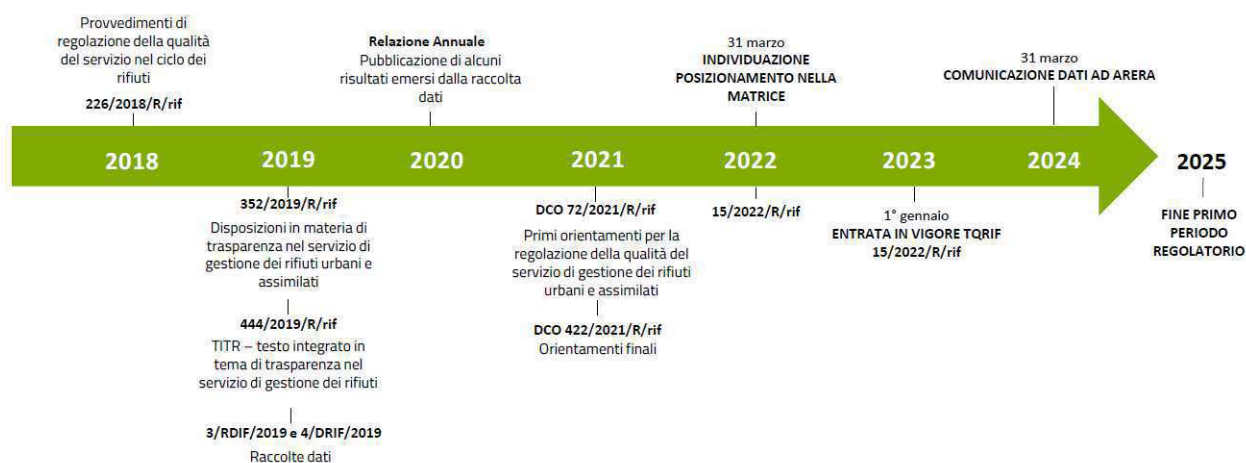 Provvedimenti di
regolazione della qualità
del servizio nel ciclo dei
rifiuti
226/2018/R/rif
Relazione Annuale
Pubblicazione di alcuni
risultati emersi dalla raccolta
dati
31 marzo
INDIVIDUAZIONE
POSIZIONAMENTO NELLA
MATRICE
31 marzo
COMUNICAZIONE DATI AD ARERA
2018
2019
2020
2021
2022
2023
2024
2025
352/2019/R/rif
Disposizioni in materia di
trasparenza nel servizio di
gestione dei rifiuti urbani e
assimilati
444/2019/R/rif
TITR – testo integrato in
tema di trasparenza nel
servizio di gestione dei rifiuti
3/RDIF/2019 e 4/DRIF/2019
Raccolte dati
DCO 72/2021/R/rif
Primi orientamenti per la
regolazione della qualità del
servizio di gestione dei rifiuti
urbani e assimilati
DCO 422/2021/R/rif
Orientamenti finali
15/2022/R/rif
1° gennaio
ENTRATA IN VIGORE TQRIF
15/2022/R/rif
FINE PRIMO
PERIODO
REGOLATORIO